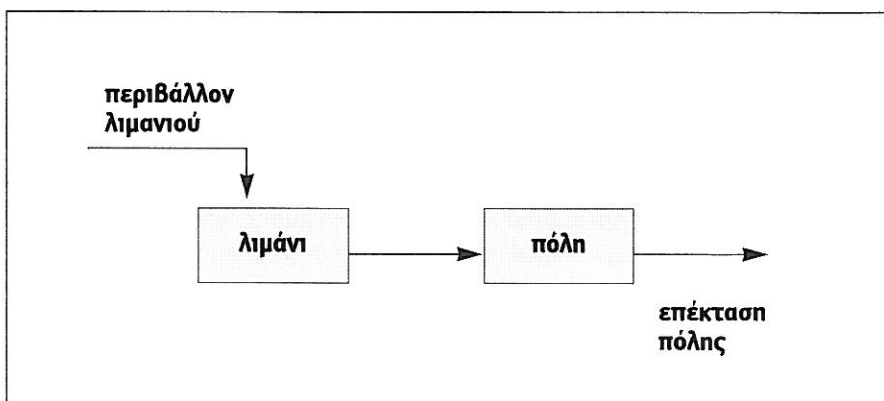 περιβάλλον
λιμανιού
λιμάνι
πόλη
επέκταση
πόλης